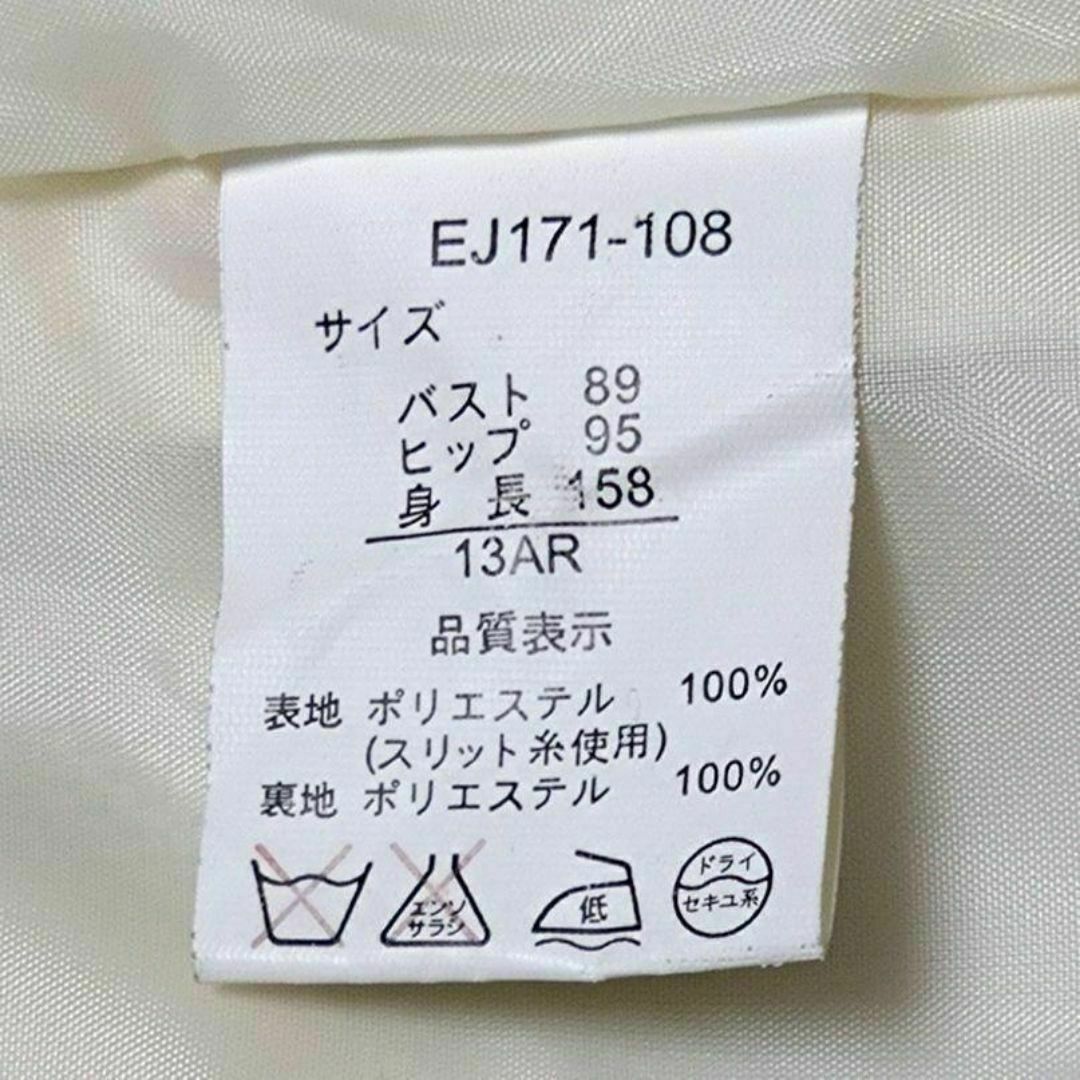 EJ171-108
サイズ
バスト 89
ヒップ 95
身 長 158
13AR
品質表示
表地 ポリエステル 100%
(スリット糸使用)
裏地 ポリエステル 100%
エンソ
サラシ
低
ドライ
セキユ系